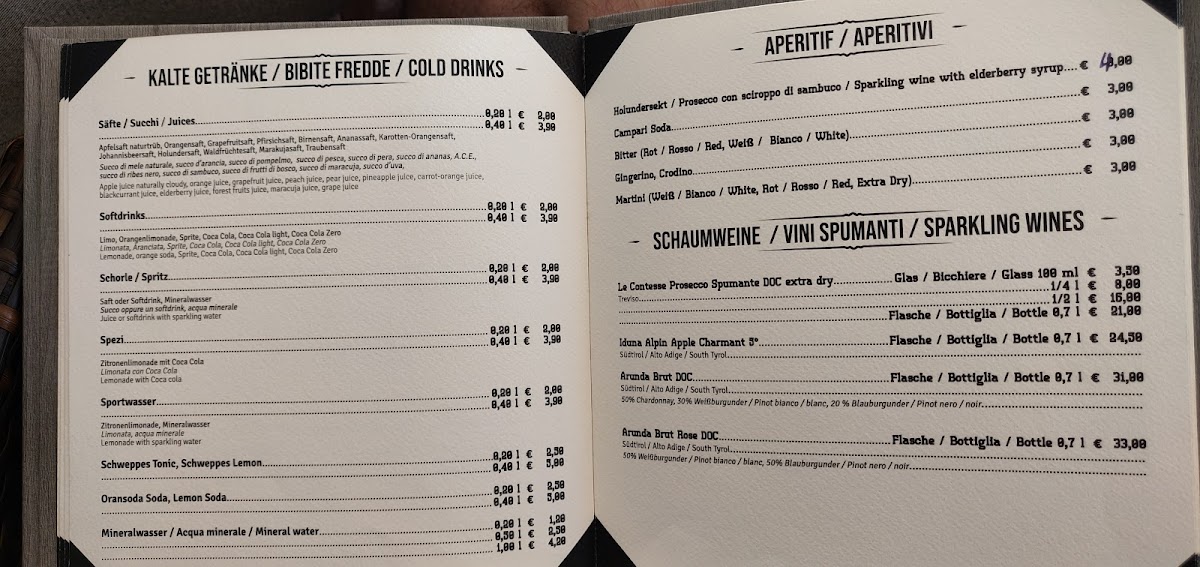 KALTE GETRÄNKE / BIBITE FREDDE / COLD DRINKS
Säfte / Succhi / Juices 0,20 l € 2,00
0,40 l € 3,90
Apfelsaft naturtrüb, Orangensaft, Grapefruitsaft, Pfirsichsaft, Birnensaft, Ananassaft, Karotten-Orangensaft,
Johannisbeersaft, Holundersaft, Waldfrüchtesaft, Marakujasaft, Traubensaft
Succo di mele naturale, succo d'arancia, succo di pompelmo, succo di pesca, succo di pera, succo di ananas, A.C.E.,
succo di ribes nero, succo di sambuco, succo di frutti di bosco, succo di maracuja, succo d'uva,
Apple juice naturally cloudy, orange juice, grapefruit juice, peach juice, pear juice, pineapple juice, carrot-orange juice,
blackcurrant juice, elderberry juice, forest fruits juice, maracuja juice, grape juice
Softdrinks 0,20 l € 2,00
0,40 l € 3,90
Limo, Orangenlimonade, Sprite, Coca Cola, Coca Cola light, Coca Cola Zero
Limonata, Aranciata, Sprite, Coca Cola, Coca Cola light, Coca Cola Zero
Lemonade, orange soda, Sprite, Coca Cola, Coca Cola light, Coca Cola Zero
Schorle / Spritz 0,20 l € 2,00
0,40 l € 3,90
Saft oder Softdrink, Mineralwasser
Succo oppure un softdrink, acqua minerale
Juice or softdrink with sparkling water
Spezi 0,20 l € 2,00
0,40 l € 3,90
Zitronenlimonade mit Coca Cola
Limonata con Coca Cola
Lemonade with Coca cola
Sportwasser 0,20 l € 2,00
0,40 l € 3,90
Zitronenlimonade, Mineralwasser
Limonata, acqua minerale
Lemonade with sparkling water
Schweppes Tonic, Schweppes Lemon 0,20 l € 2,50
0,40 l € 5,00
Oransoda Soda, Lemon Soda 0,20 l € 2,50
0,40 l € 5,00
Mineralwasser / Acqua minerale / Mineral water 0,20 l € 1,20
0,50 l € 2,50
1,00 l € 4,20
APERITIF / APERITIVI
Holundersekt / Prosecco con sciroppo di sambuco / Sparkling wine with elderberry syrup.... € 4,00
Campari Soda € 3,00
Bitter (Rot / Rosso / Red, Weiß / Bianco / White) € 3,00
Gingerino, Crodino € 3,00
Martini (Weiß / Bianco / White, Rot / Rosso / Red, Extra Dry) € 3,00
SCHAUMWEINE / VINI SPUMANTI / SPARKLING WINES
Le Contesse Prosecco Spumante DOC extra dry Glas / Bicchiere / Glass 100 ml € 3,50
Treviso 1/4 l € 8,00
1/2 l € 16,00
Flasche / Bottiglia / Bottle 0,7 l € 21,00
Iduna Alpin Apple Charmant 5° Flasche / Bottiglia / Bottle 0,7 l € 24,50
Südtirol / Alto Adige / South Tyrol
Arunda Brut DOC Flasche / Bottiglia / Bottle 0,7 l € 31,00
Südtirol / Alto Adige / South Tyrol
50% Chardonnay, 30% Weißburgunder / Pinot bianco / blanc, 20 % Blauburgunder / Pinot nero / noir
Arunda Brut Rose DOC Flasche / Bottiglia / Bottle 0,7 l € 33,00
Südtirol / Alto Adige / South Tyrol
50% Weißburgunder / Pinot bianco / blanc, 50% Blauburgunder / Pinot nero / noir